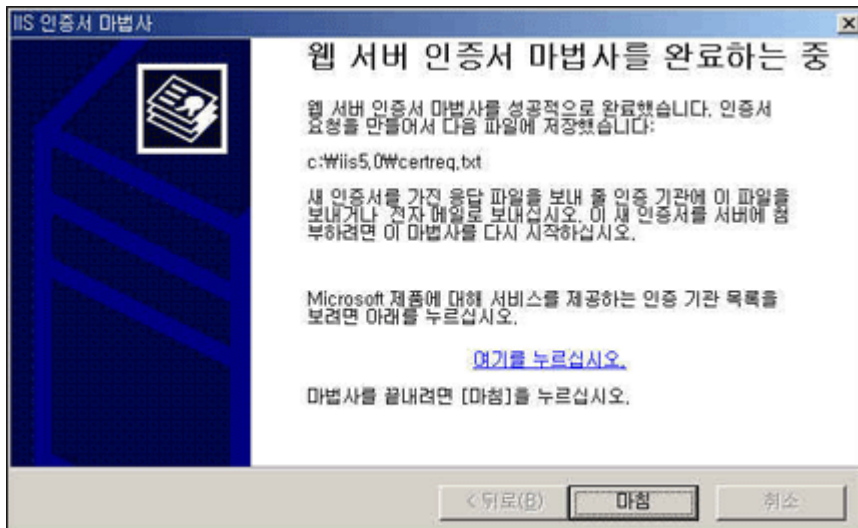 IIS 인증서 마법사
웹 서버 인증서 마법사를 완료하는 중
웹 서버 인증서 마법사를 성공적으로 완료했습니다. 인증서
요청을 만들어서 다음 파일에 저장했습니다:
c:₩iis5.0₩certreq.txt
새 인증서를 가진 응답 파일을 보내 줄 인증 기관에 이 파일을
보내거나 전자 메일로 보내십시오. 이 새 인증서를 서버에 첨
부하려면 이 마법사를 다시 시작하십시오.
Microsoft 제품에 대해 서비스를 제공하는 인증 기관 목록을
보려면 아래를 누르십시오.
여기를 누르십시오.
마법사를 끝내려면 [마침]을 누르십시오.
< 뒤로(B)
마침
취소